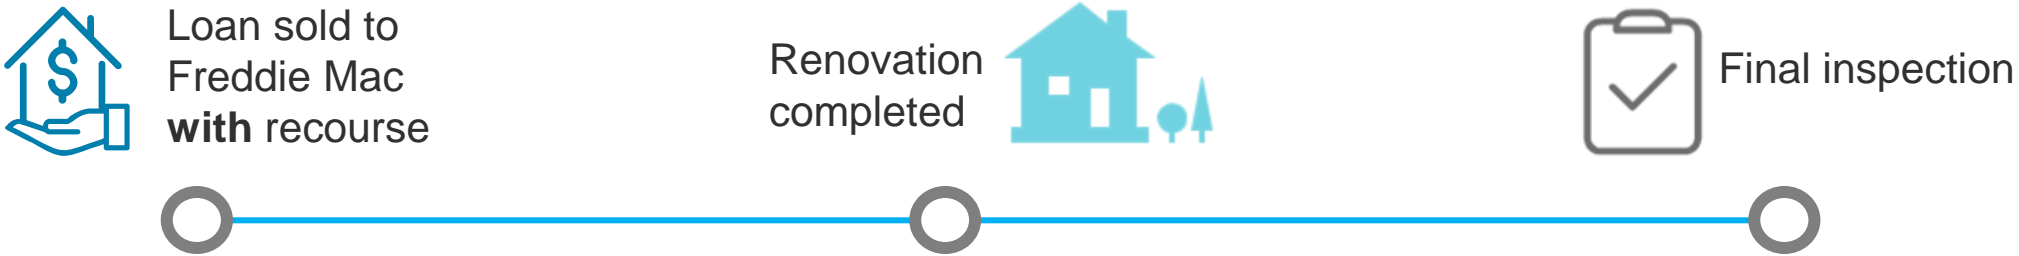 Loan sold to
Freddie Mac
with recourse
Renovation
completed
Final inspection
$